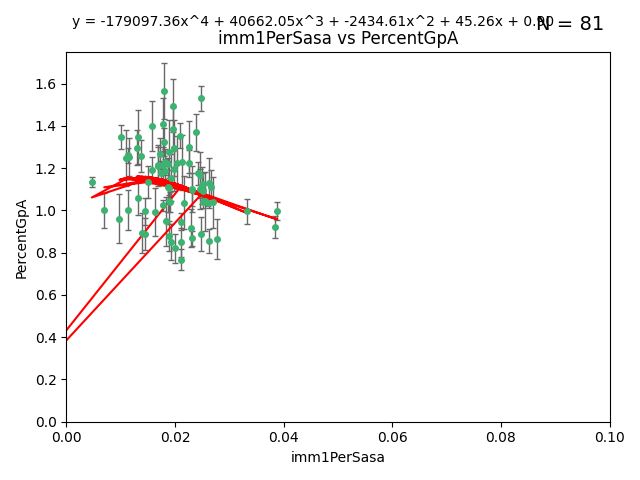 y = -179097.36x^4 + 40662.05x^3 + -2434.61x^2 + 45.26x + 0.90
N = 81
imm1PerSasa vs PercentGpA
1.6
1.4
1.2
1.0
0.8
0.6
0.4
0.2
0.0
PercentGpA
0.00 0.02 0.04 0.06 0.08 0.10
imm1PerSasa